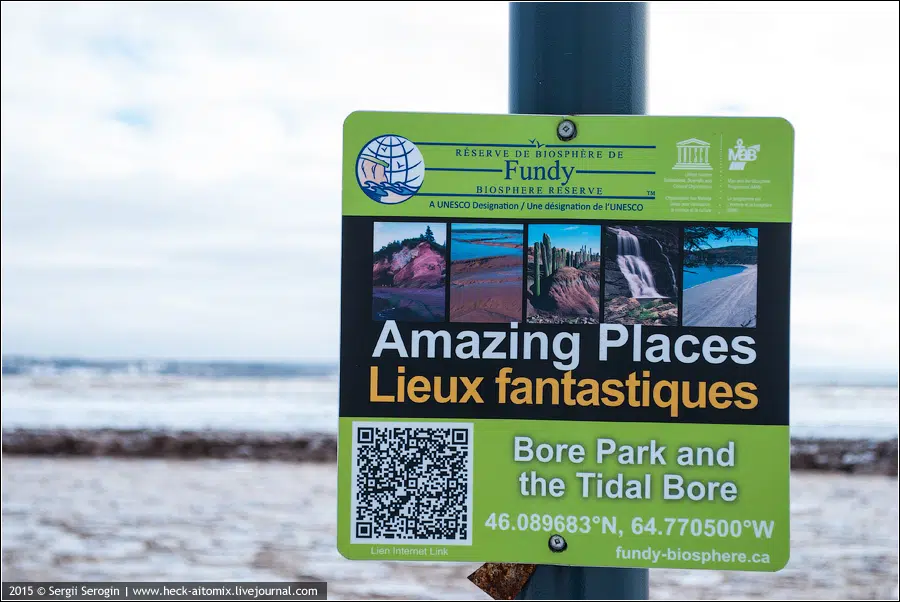 RÉSERVE DE BIOSPHÈRE DE
Fundy
BIOSPHERE RESERVE
TM
A UNESCO Designation / Une désignation de l'UNESCO
MAB
Amazing Places
Lieux fantastiques
Bore Park and
the Tidal Bore
46.089683°N, 64.770500°W
Lien Internet Link
fundy-biosphere.ca
2015 © Sergii Serogin | www.heck-aitomix.livejournal.com